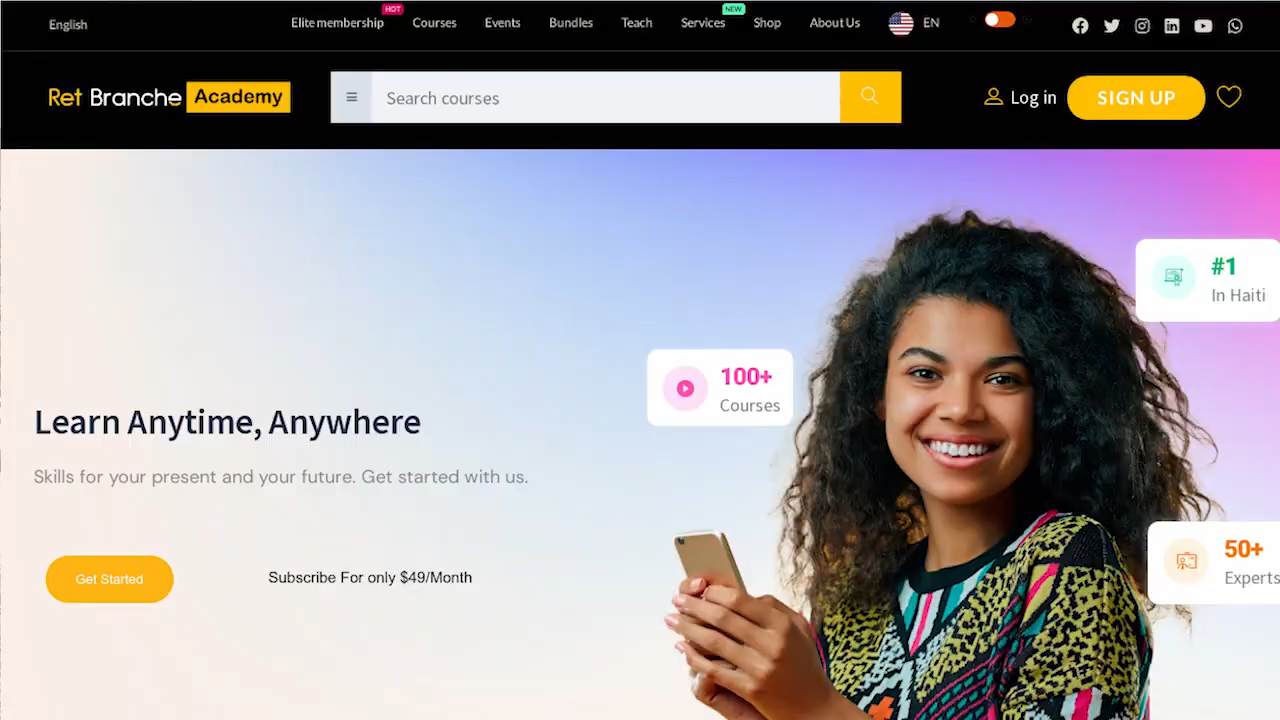 English
Elite membership HOT Courses Events Bundles Teach Services NEW Shop About Us EN
Ret Branche Academy
Search courses
Log in
SIGN UP
#1
In Haiti
100+
Courses
Learn Anytime, Anywhere
Skills for your present and your future. Get started with us.
50+
Experts
Get Started
Subscribe For only $49/Month